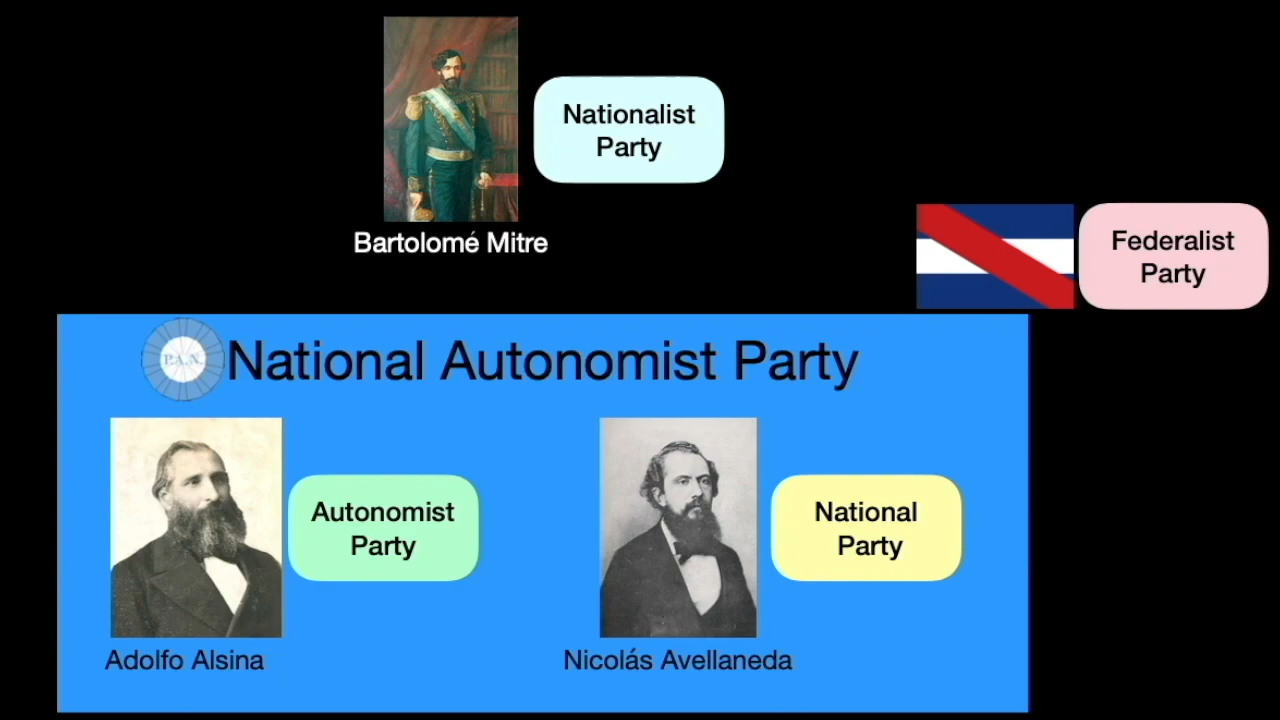 Nationalist
Party
Bartolomé Mitre
Federalist
Party
P.A.N.
National Autonomist Party
Autonomist
Party
National
Party
Adolfo Alsina
Nicolás Avellaneda